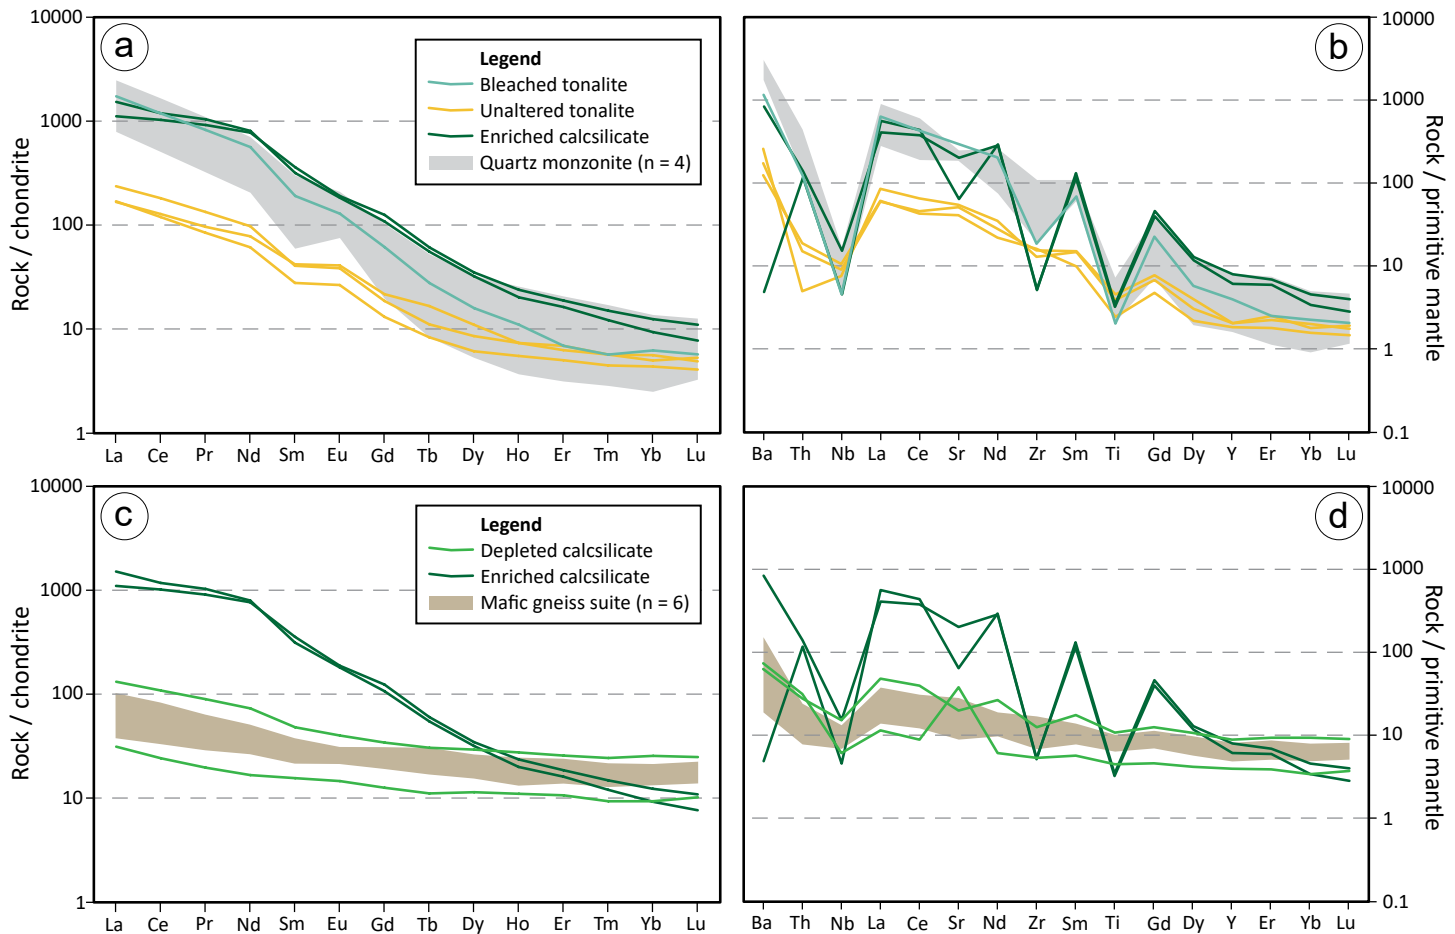 a
10000
1000
100
10
1
Rock / chondrite
Legend
Bleached tonalite
Unaltered tonalite
Enriched calcsilicate
Quartz monzonite (n = 4)
La Ce Pr Nd Sm Eu Gd Tb Dy Ho Er Tm Yb Lu
b
10000
1000
100
10
1
0.1
Rock / primitive mantle
Ba Th Nb La Ce Sr Nd Zr Sm Ti Gd Dy Y Er Yb Lu
c
10000
1000
100
10
1
Rock / chondrite
Legend
Depleted calcsilicate
Enriched calcsilicate
Mafic gneiss suite (n = 6)
La Ce Pr Nd Sm Eu Gd Tb Dy Ho Er Tm Yb Lu
d
10000
1000
100
10
1
0.1
Rock / primitive mantle
Ba Th Nb La Ce Sr Nd Zr Sm Ti Gd Dy Y Er Yb Lu